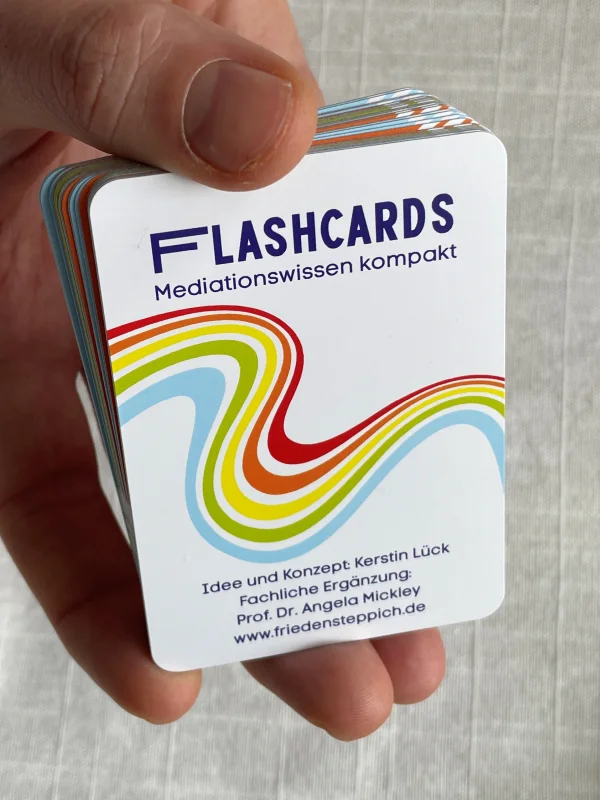 FLASHCARDS
Mediationswissen kompakt
Idee und Konzept: Kerstin Lück
Fachliche Ergänzung:
Prof. Dr. Angela Mickley
www.friedensteppich.de